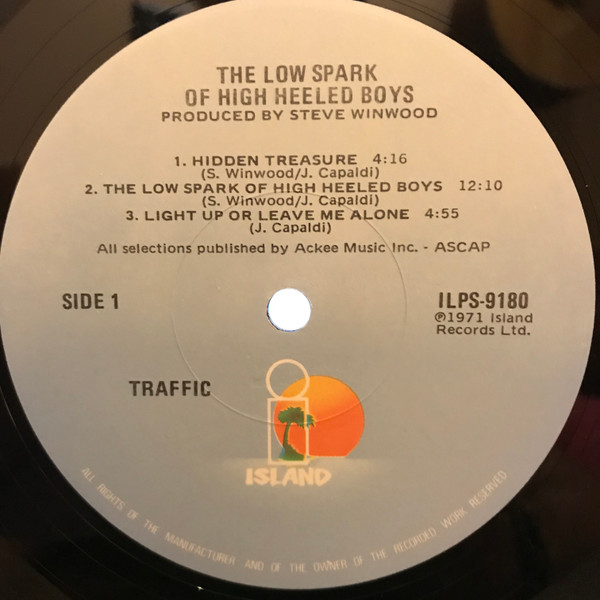 THE LOW SPARK
OF HIGH HEELED BOYS
PRODUCED BY STEVE WINWOOD
1. HIDDEN TREASURE 4:16
(S. Winwood/J. Capaldi)
2. THE LOW SPARK OF HIGH HEELED BOYS 12:10
(S. Winwood/J. Capaldi)
3. LIGHT UP OR LEAVE ME ALONE 4:55
(J. Capaldi)
All selections published by Ackee Music Inc. - ASCAP
SIDE 1
ILPS-9180
℗1971 Island
Records Ltd.
TRAFFIC
i
ISLAND
ALL RIGHTS OF THE MANUFACTURER AND OF THE OWNER OF THE RECORDED WORK RESERVED